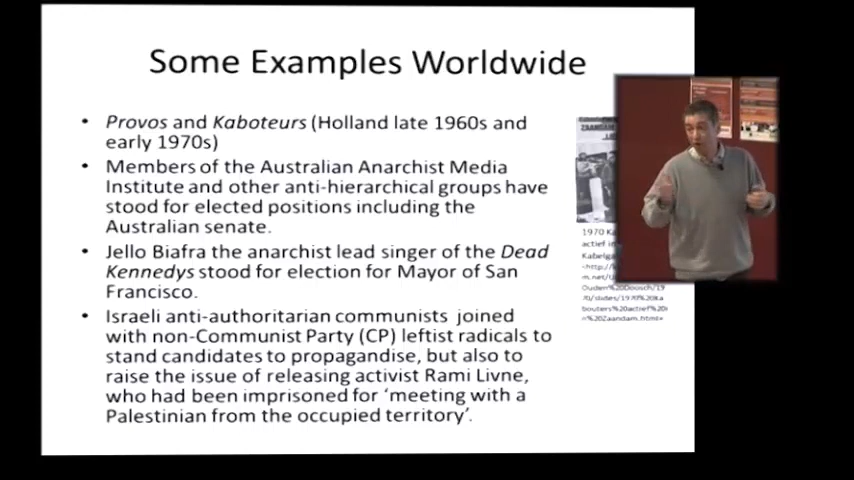 Some Examples Worldwide
• Provos and Kaboteurs (Holland late 1960s and
early 1970s)
• Members of the Australian Anarchist Media
Institute and other anti-hierarchical groups have
stood for elected positions including the
Australian senate.
• Jello Biafra the anarchist lead singer of the Dead
Kennedys stood for election for Mayor of San
Francisco.
• Israeli anti-authoritarian communists joined
with non-Communist Party (CP) leftist radicals to
stand candidates to propagandise, but also to
raise the issue of releasing activist Rami Livne,
who had been imprisoned for ‘meeting with a
Palestinian from the occupied territory’.
1970
actief